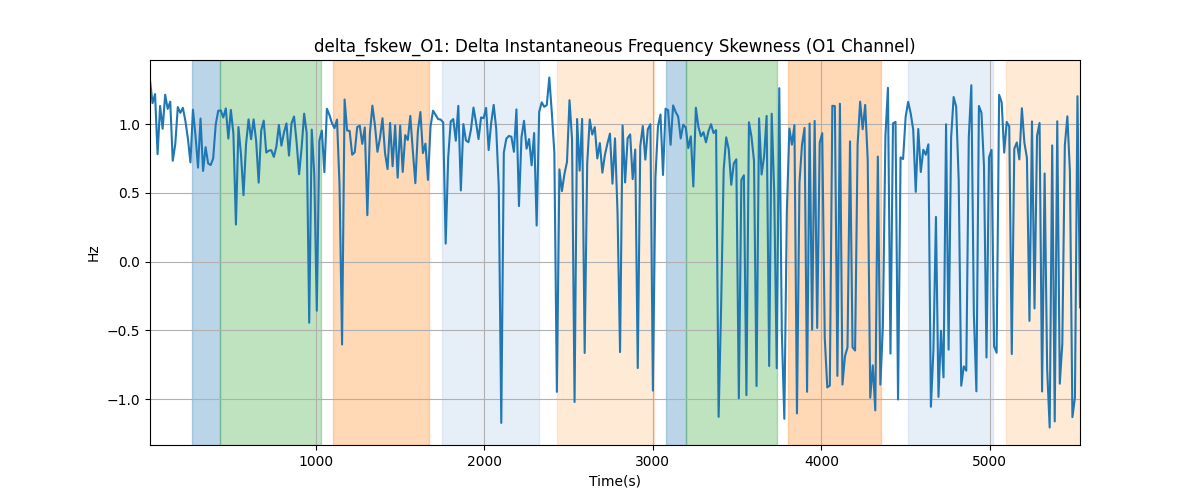 delta_fskew_O1: Delta Instantaneous Frequency Skewness (O1 Channel)
Hz
1.0
0.5
0.0
−0.5
−1.0
1000 2000 3000 4000 5000
Time(s)